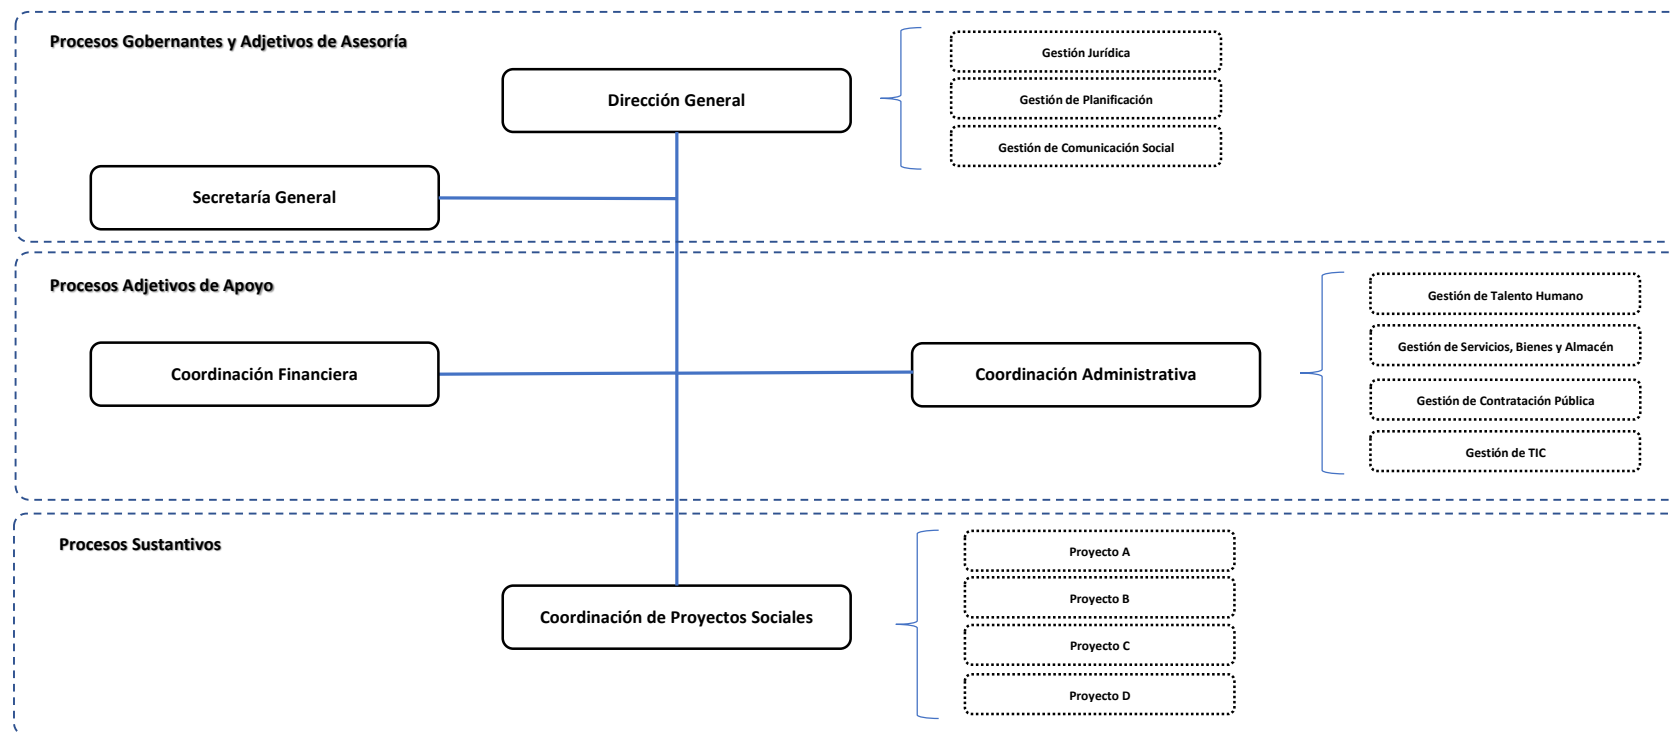 Procesos Gobernantes y Adjetivos de Asesoría
Dirección General
Gestión Jurídica
Gestión de Planificación
Gestión de Comunicación Social
Secretaría General
Procesos Adjetivos de Apoyo
Coordinación Financiera
Coordinación Administrativa
Gestión de Talento Humano
Gestión de Servicios, Bienes y Almacén
Gestión de Contratación Pública
Gestión de TIC
Procesos Sustantivos
Coordinación de Proyectos Sociales
Proyecto A
Proyecto B
Proyecto C
Proyecto D